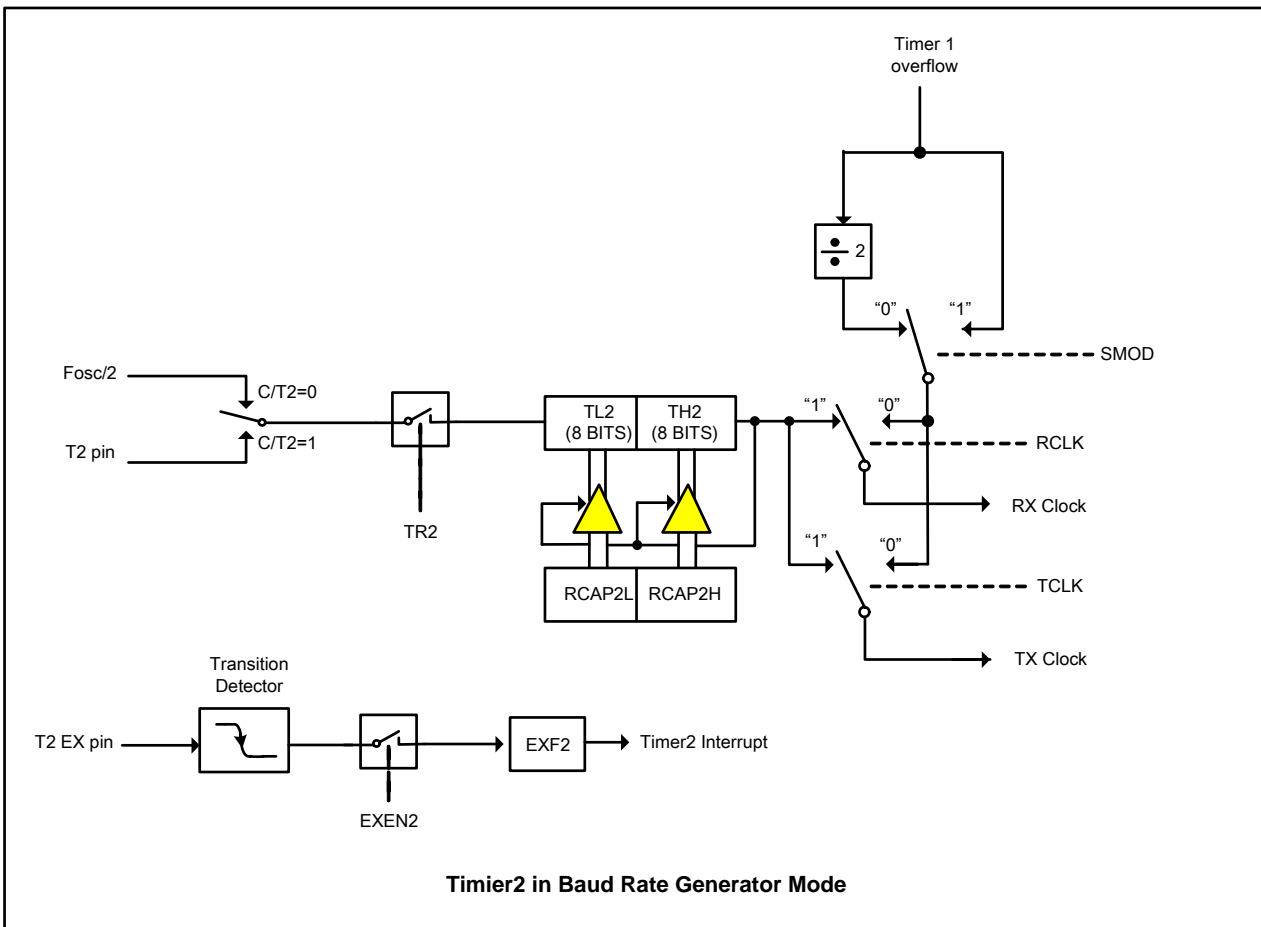 Timer 1
overflow
÷ 2
“0”
“1”
SMOD
Fosc/2
C/T2=0
C/T2=1
T2 pin
TR2
TL2
(8 BITS)
TH2
(8 BITS)
“1”
“0”
RCLK
RX Clock
RCAP2L
RCAP2H
“1”
“0”
TCLK
TX Clock
Transition
Detector
T2 EX pin
EXF2
Timer2 Interrupt
EXEN2
Timier2 in Baud Rate Generator Mode